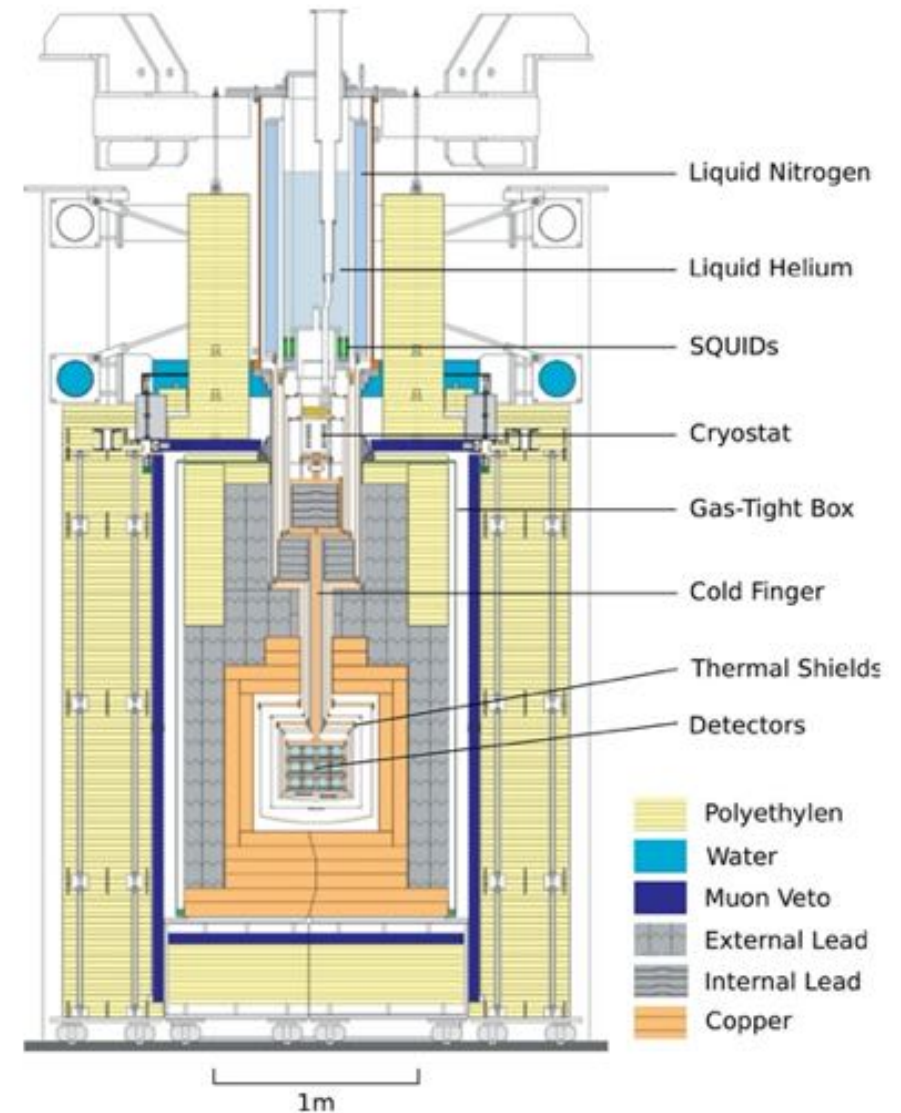 Liquid Nitrogen
Liquid Helium
SQUIDs
Cryostat
Gas-Tight Box
Cold Finger
Thermal Shields
Detectors
Polyethylen
Water
Muon Veto
External Lead
Internal Lead
Copper
1m